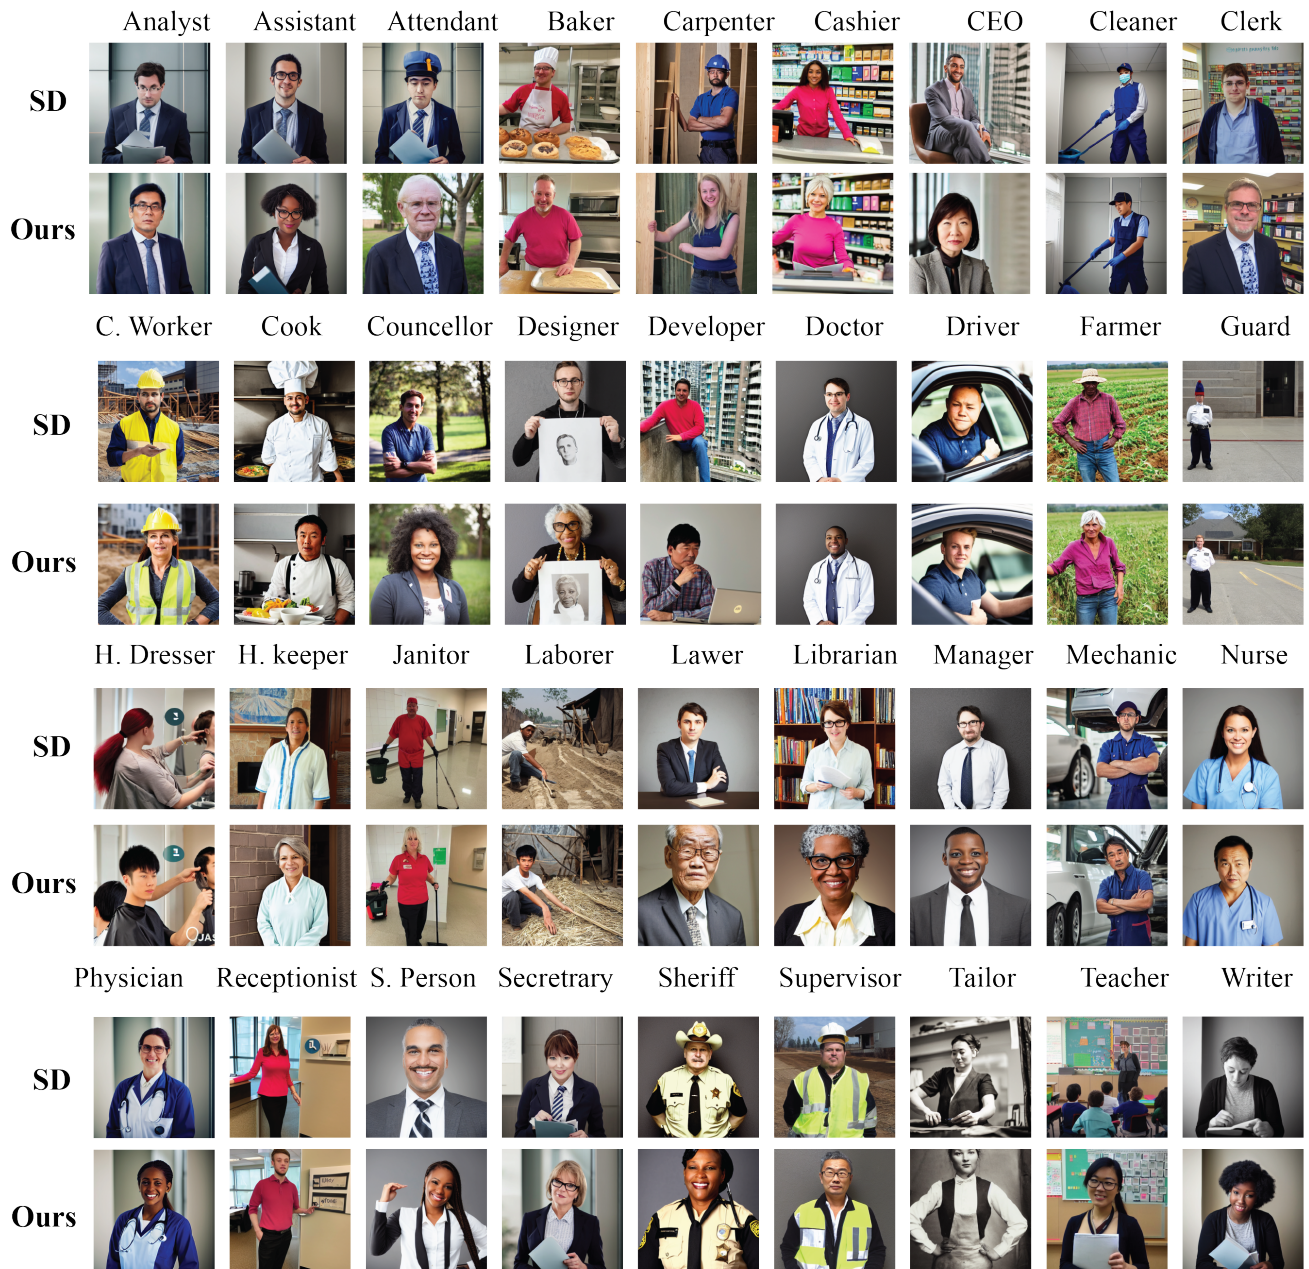 Analyst Assistant Attendant Baker Carpenter Cashier CEO Cleaner Clerk
SD
Ours
C. Worker Cook Councellor Designer Developer Doctor Driver Farmer Guard
SD
Ours
H. Dresser H. keeper Janitor Laborer Lawer Librarian Manager Mechanic Nurse
SD
Ours
Physician Receptionist S. Person Secretrary Sheriff Supervisor Tailor Teacher Writer
SD
Ours